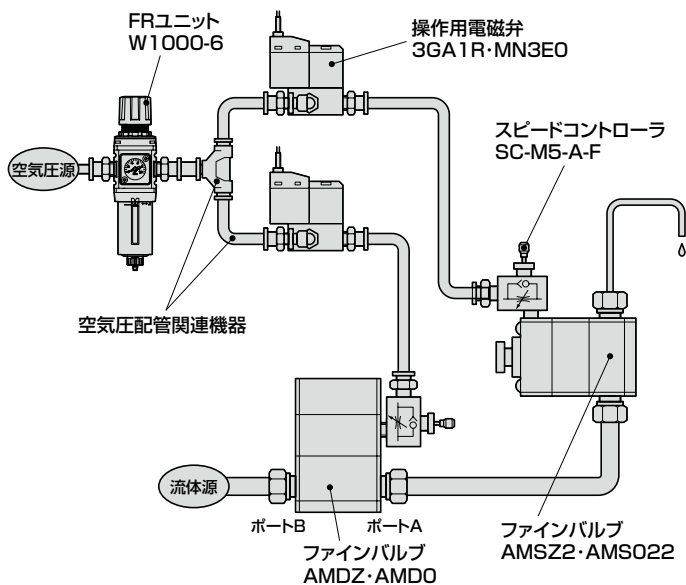 FRユニット
W1000-6
操作用電磁弁
3GA1R・MN3E0
スピードコントローラ
SC-M5-A-F
空気圧源
空気圧配管関連機器
流体源
ポートB
ポートA
ファインバルブ
AMDZ・AMD0
ファインバルブ
AMSZ2・AMS022